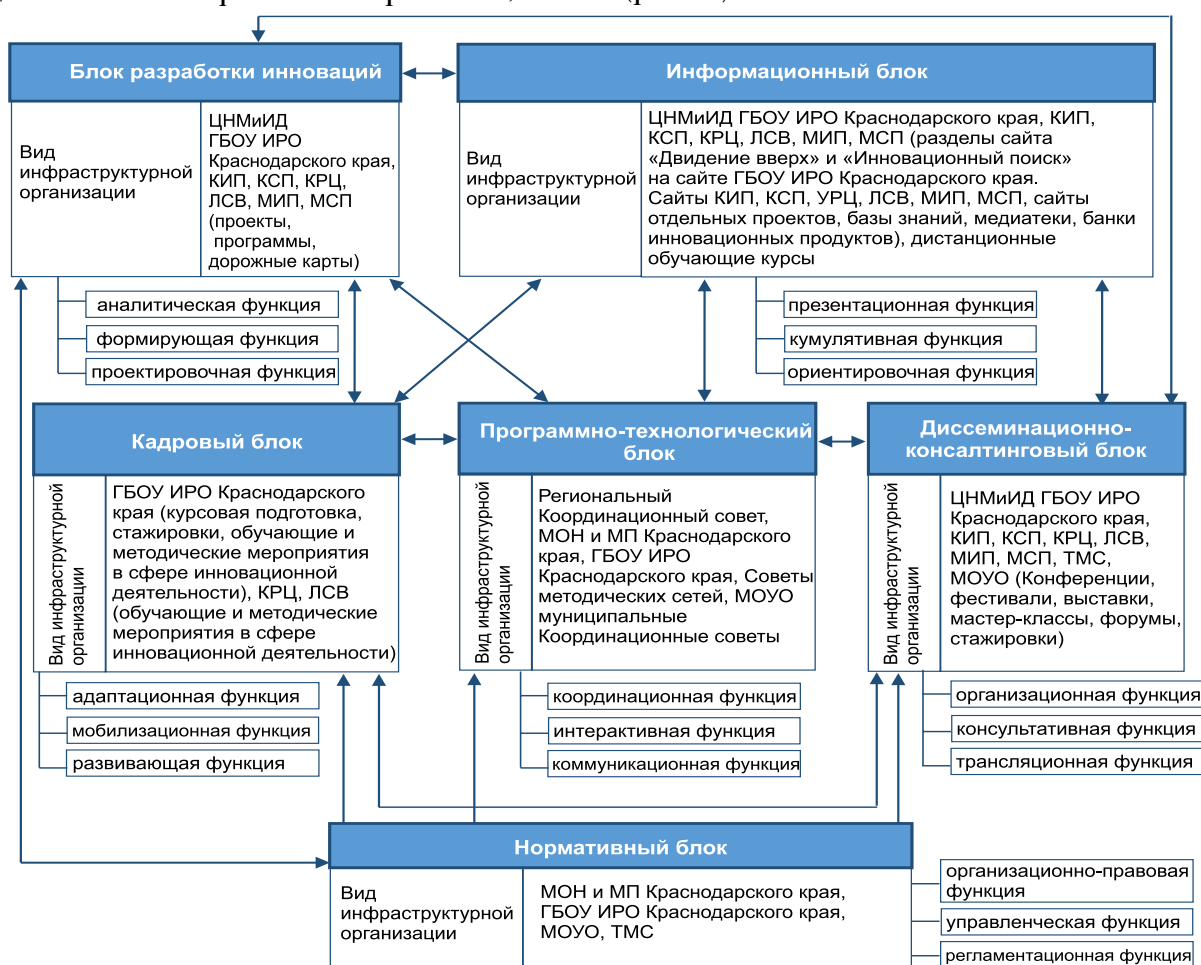 Блок разработки инноваций
Вид
инфраструктурной
организации
ЦНМиИД
ГБОУ ИРО
Краснодарского края,
КИП, КСП, КРЦ,
ЛСВ, МИП, МСП
(проекты,
программы,
дорожные карты)
аналитическая функция
формирующая функция
проектировочная функция
Информационный блок
Вид
инфраструктурной
организации
ЦНМиИД ГБОУ ИРО Краснодарского края, КИП,
КСП, КРЦ, ЛСВ, МИП, МСП (разделы сайта
«Двидение вверх» и «Инновационный поиск»
на сайте ГБОУ ИРО Краснодарского края.
Сайты КИП, КСП, УРЦ, ЛСВ, МИП, МСП, сайты
отдельных проектов, базы знаний, медиатеки, банки
инновационных продуктов), дистанционные
обучающие курсы
презентационная функция
кумулятивная функция
ориентировочная функция
Кадровый блок
Вид инфраструктурной
организации
ГБОУ ИРО Краснодарского
края (курсовая подготовка,
стажировки, обучающие и
методические мероприятия
в сфере инновационной
деятельности), КРЦ, ЛСВ
(обучающие и методические
мероприятия в сфере
инновационной деятельности)
адаптационная функция
мобилизационная функция
развивающая функция
Программно-технологический
блок
Вид инфраструктурной
организации
Региональный
Координационный совет,
МОН и МП Краснодарского
края, ГБОУ ИРО
Краснодарского края, Советы
методических сетей, МОУО
муниципальные
Координационные советы
координационная функция
интерактивная функция
коммуникационная функция
Диссеминационно-
консалтинговый блок
Вид инфраструктурной
организации
ЦНМиИД ГБОУ ИРО
Краснодарского края,
КИП, КСП, КРЦ, ЛСВ,
МИП, МСП, ТМС,
МОУО (Конференции,
фестивали, выставки,
мастер-классы, форумы,
стажировки)
организационная функция
консультативная функция
трансляционная функция
Нормативный блок
Вид
инфраструктурной
организации
МОН и МП Краснодарского края,
ГБОУ ИРО Краснодарского края,
МОУО, ТМС
организационно-правовая
функция
управленческая функция
регламентационная функция